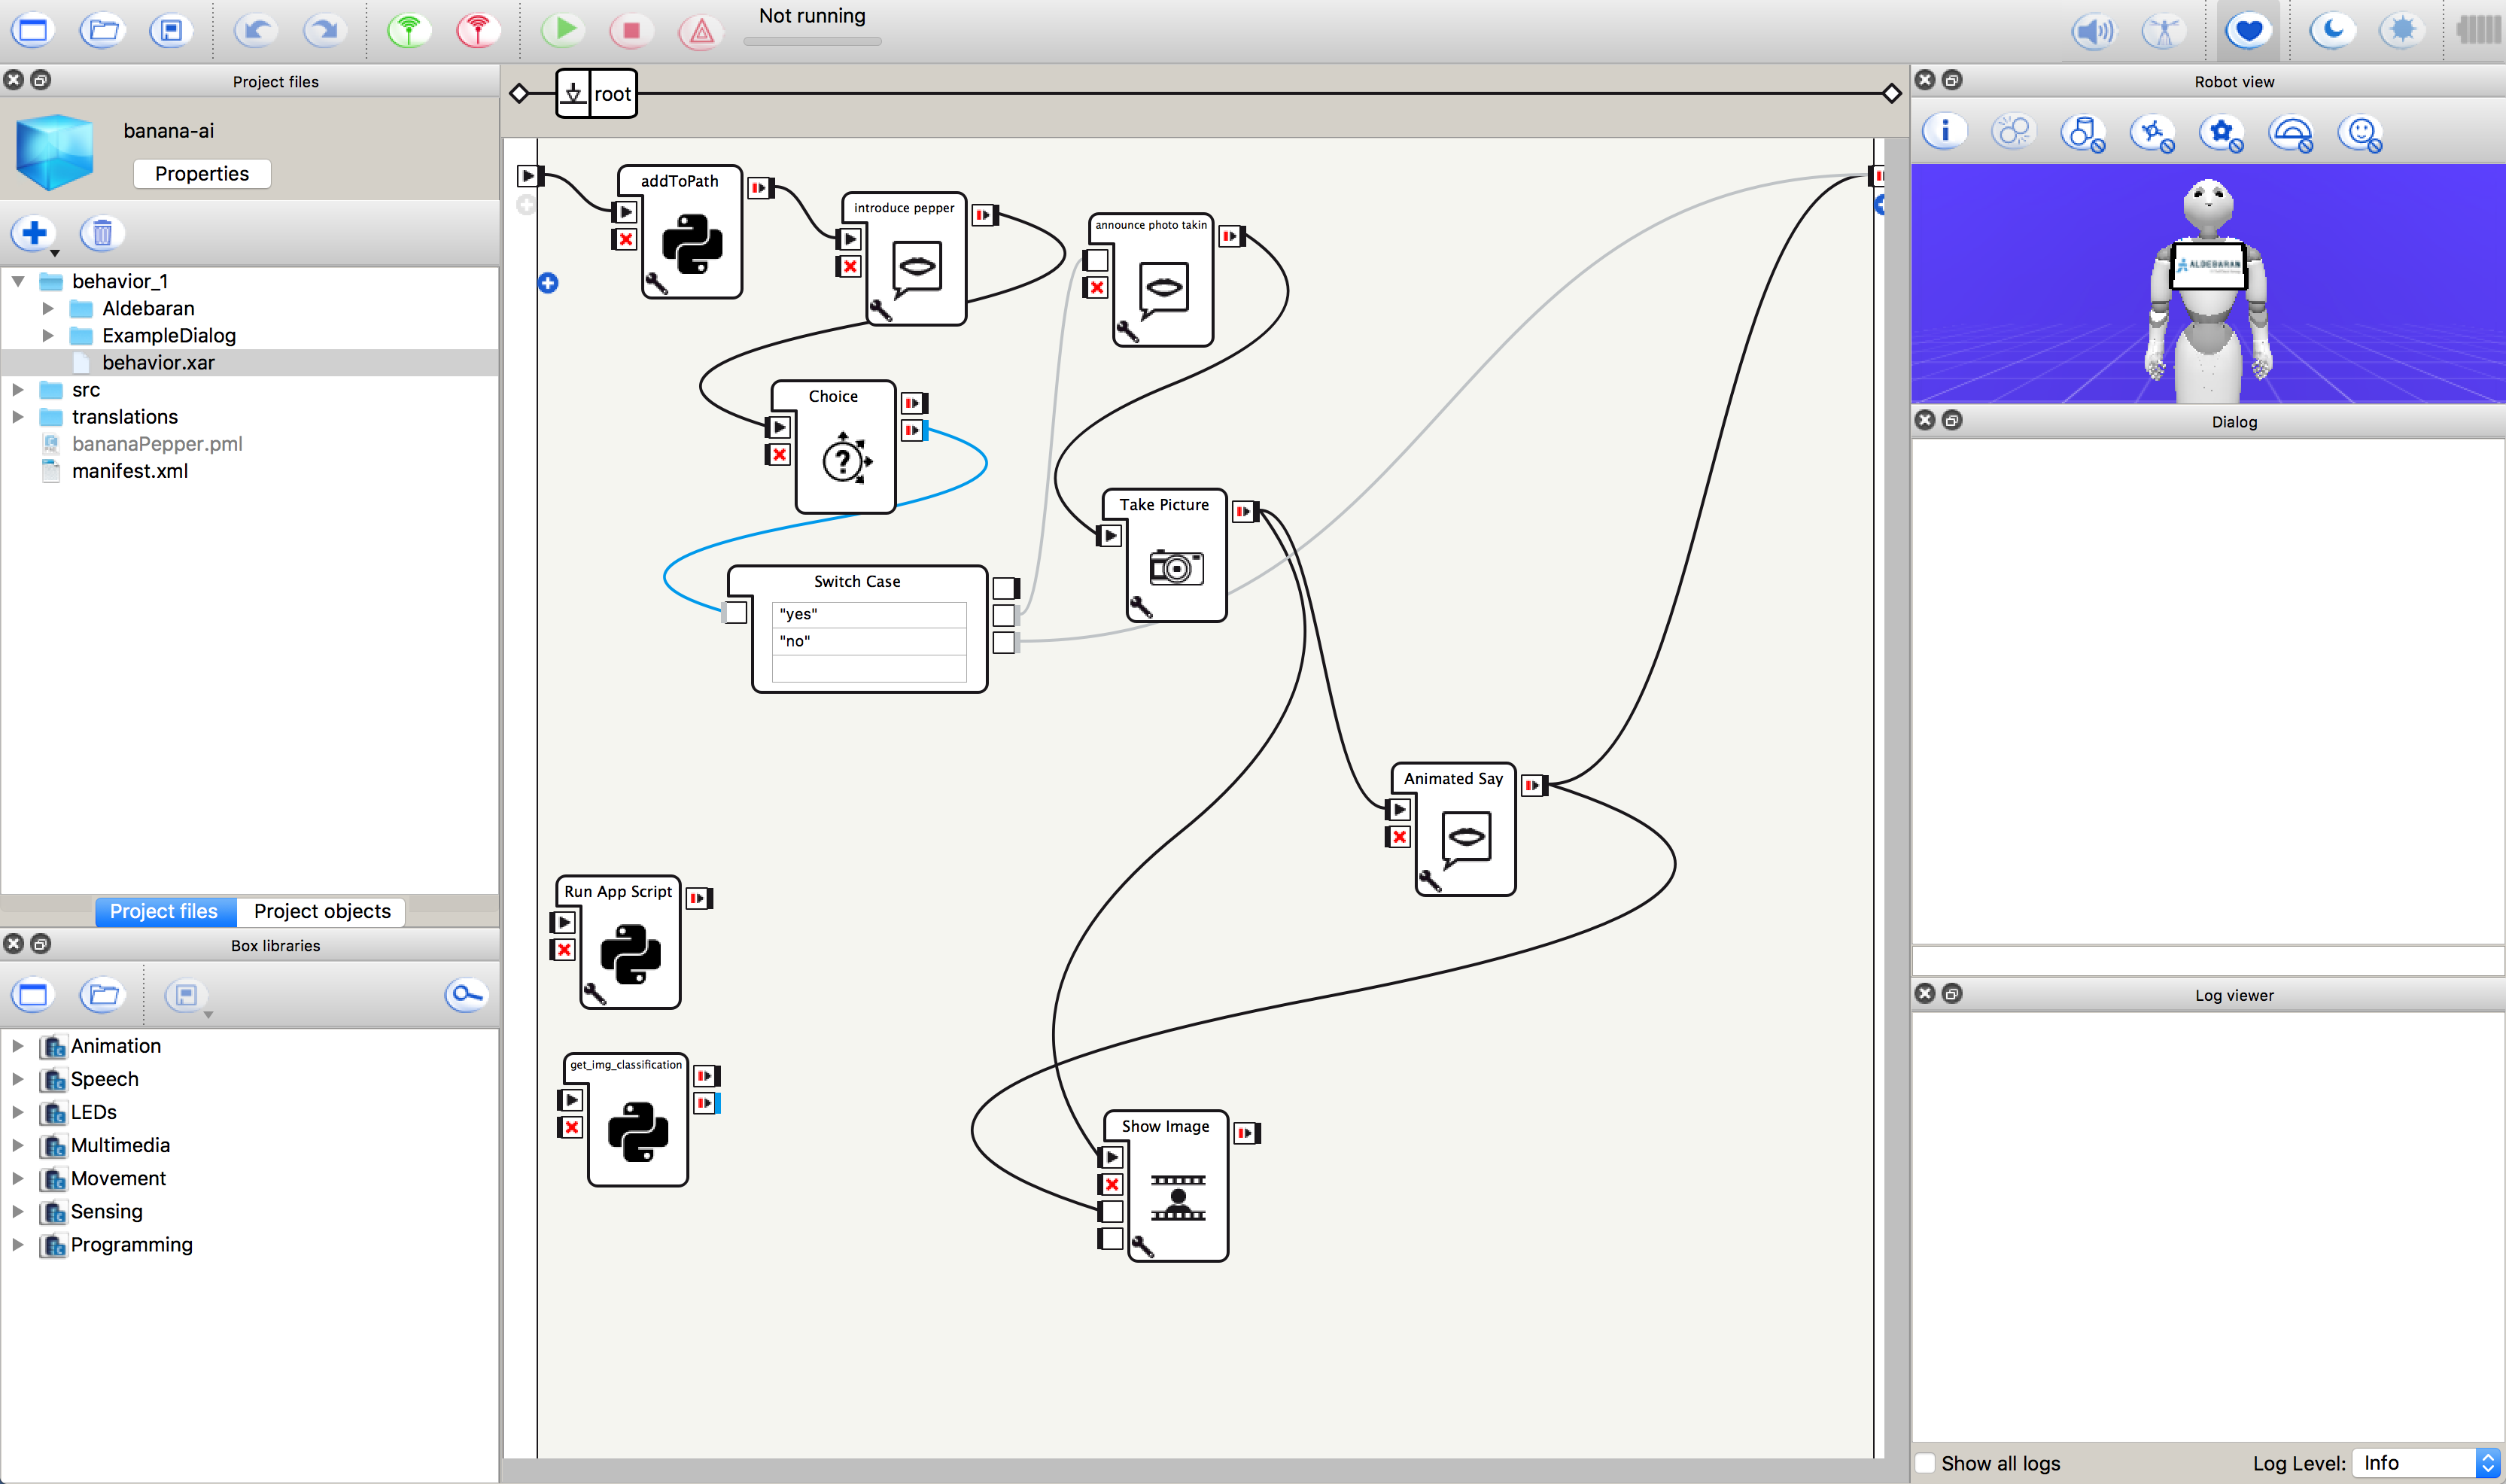 Not running
Project files
banana-ai
Properties
behavior_1
Aldebaran
ExampleDialog
behavior.xar
src
translations
bananaPepper.pml
manifest.xml
Project files
Project objects
Box libraries
Animation
Speech
LEDs
Multimedia
Movement
Sensing
Programming
root
addToPath
introduce pepper
announce photo takin
Choice
Take Picture
Switch Case
"yes"
"no"
Animated Say
Run App Script
get_img_classification
Show Image
Robot view
ALDEBARAN
Dialog
Log viewer
Show all logs
Log Level:
Info